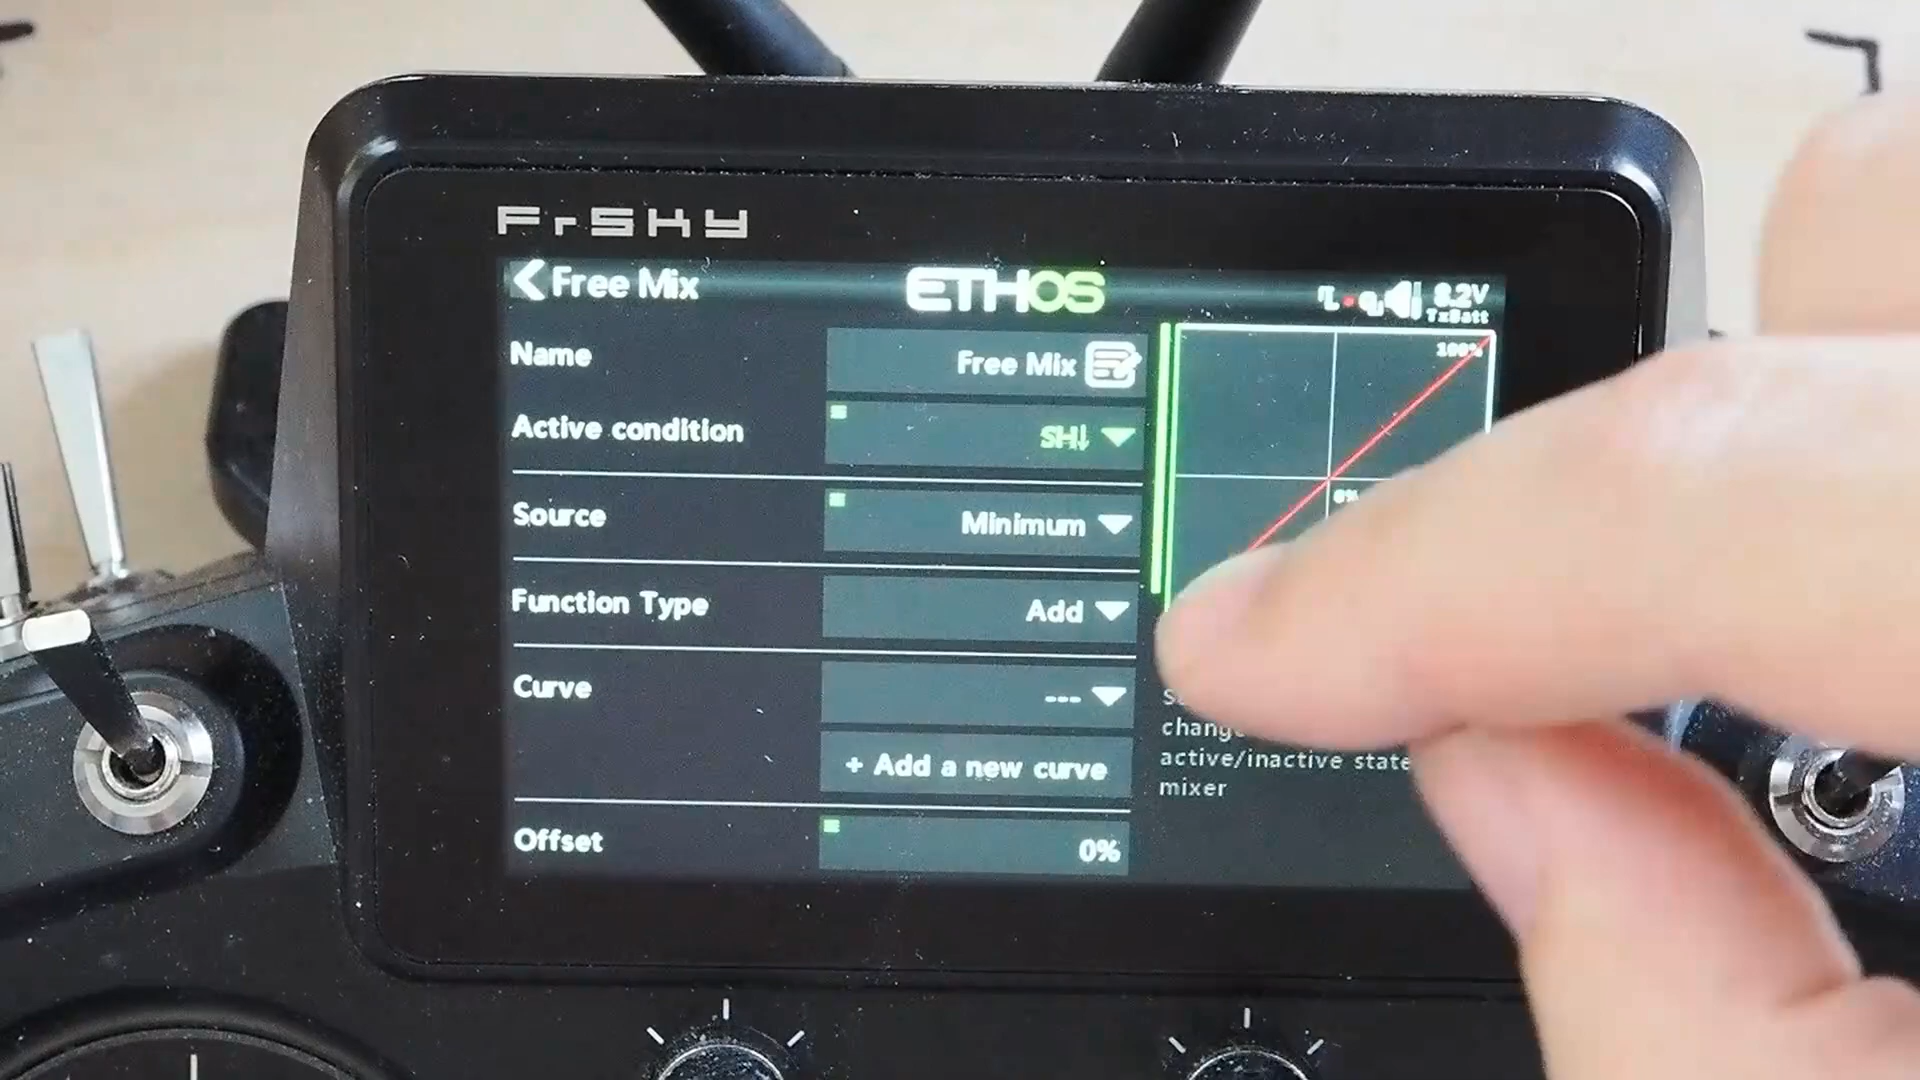 FrSKY
Free Mix
ETHOS
8.2V
TxBatt
Name
Free Mix
100%
Active condition
SH↓
Source
Minimum
0%
Function Type
Add
Curve
---
+ Add a new curve
active/inactive state
mixer
Offset
0%